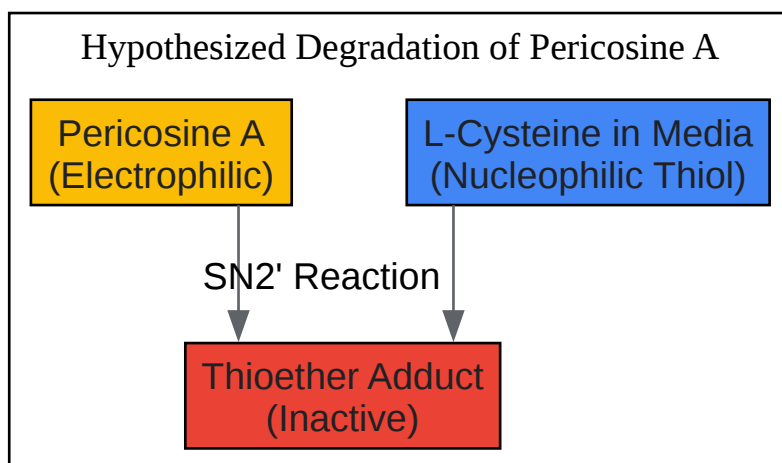 Hypothesized Degradation of Pericosine A
Pericosine A
(Electrophilic)
L-Cysteine in Media
(Nucleophilic Thiol)
SN2' Reaction
Thioether Adduct
(Inactive)